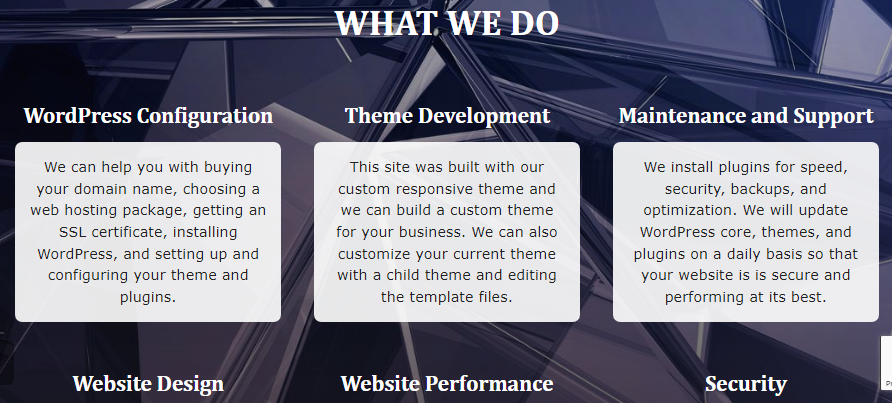 WHAT WE DO
WordPress Configuration
We can help you with buying
your domain name, choosing a
web hosting package, getting an
SSL certificate, installing
WordPress, and setting up and
configuring your theme and
plugins.
Theme Development
This site was built with our
custom responsive theme and
we can build a custom theme
for your business. We can also
customize your current theme
with a child theme and editing
the template files.
Maintenance and Support
We install plugins for speed,
security, backups, and
optimization. We will update
WordPress core, themes, and
plugins on a daily basis so that
your website is is secure and
performing at its best.
Website Design
Website Performance
Security